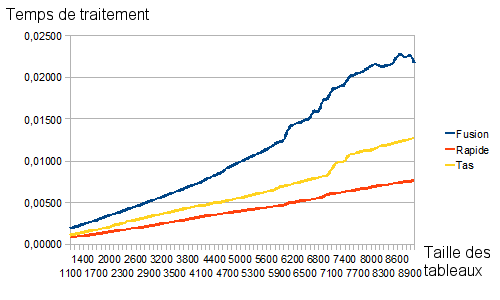 Temps de traitement
0,02500
0,02000
0,01500
0,01000
0,00500
0,00000
Fusion
Rapide
Tas
1400 2000 2600 3200 3800 4400 5000 5600 6200 6800 7400 8000 8600
1100 1700 2300 2900 3500 4100 4700 5300 5900 6500 7100 7700 8300 8900
Taille des
tableaux